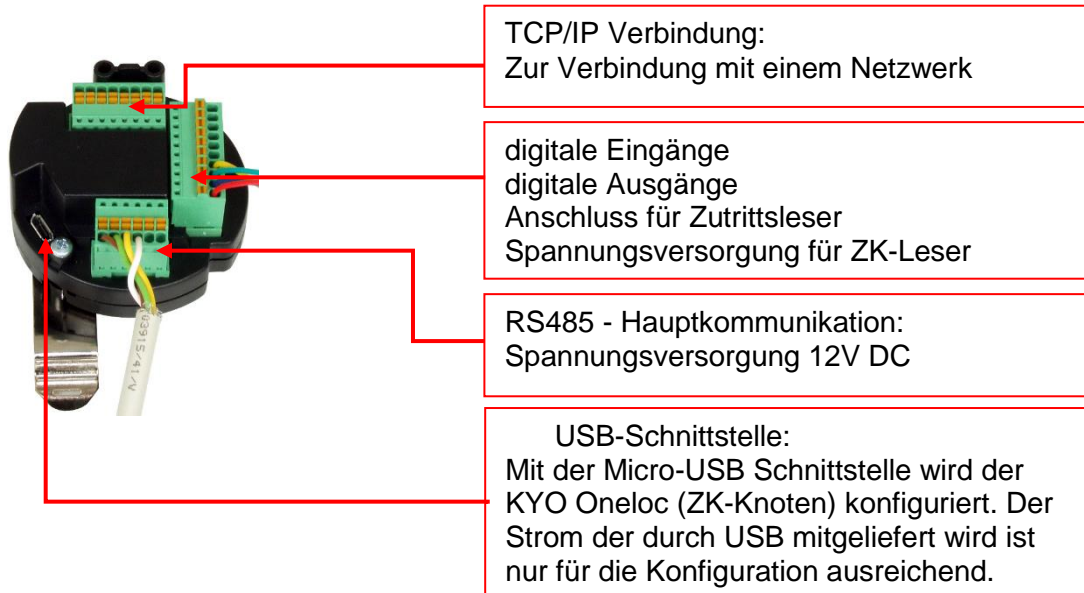 TCP/IP Verbindung:
Zur Verbindung mit einem Netzwerk
digitale Eingänge
digitale Ausgänge
Anschluss für Zutrittsleser
Spannungsversorgung für ZK-Leser
RS485 - Hauptkommunikation:
Spannungsversorgung 12V DC
USB-Schnittstelle:
Mit der Micro-USB Schnittstelle wird der
KYO Oneloc (ZK-Knoten) konfiguriert. Der
Strom der durch USB mitgeliefert wird ist
nur für die Konfiguration ausreichend.